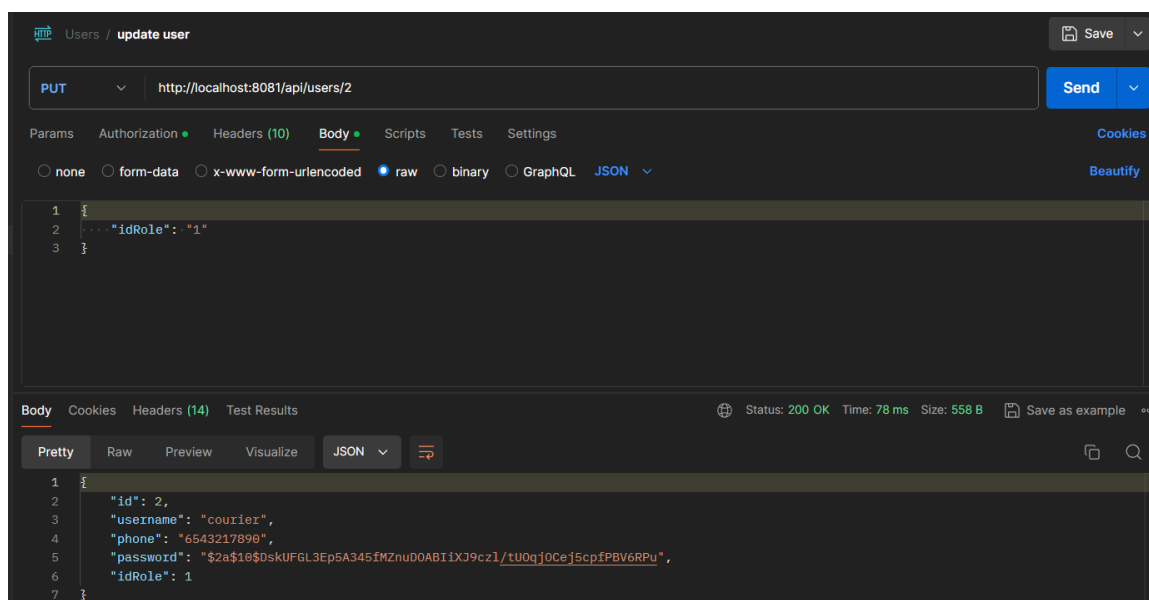 HTTP Users / update user Save
PUT http://localhost:8081/api/users/2 Send
Params Authorization Headers (10) Body Scripts Tests Settings Cookies
none form-data x-www-form-urlencoded raw binary GraphQL JSON Beautify
1 {
2 ····"idRole":·"1"
3 }
Body Cookies Headers (14) Test Results Status: 200 OK Time: 78 ms Size: 558 B Save as example
Pretty Raw Preview Visualize JSON
1 {
2 "id": 2,
3 "username": "courier",
4 "phone": "6543217890",
5 "password": "$2a$10$DskUFGL3Ep5A345fMZnuDOABIiXJ9czl/tUOqjOCej5cpfPBV6RPu",
6 "idRole": 1
7 }